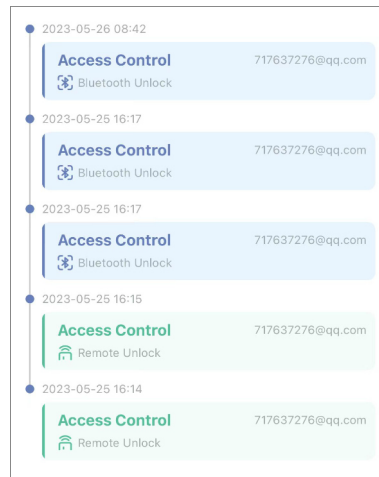 2023-05-26 08:42
Access Control 717637276@qq.com
Bluetooth Unlock
2023-05-25 16:17
Access Control 717637276@qq.com
Bluetooth Unlock
2023-05-25 16:17
Access Control 717637276@qq.com
Bluetooth Unlock
2023-05-25 16:15
Access Control 717637276@qq.com
Remote Unlock
2023-05-25 16:14
Access Control 717637276@qq.com
Remote Unlock